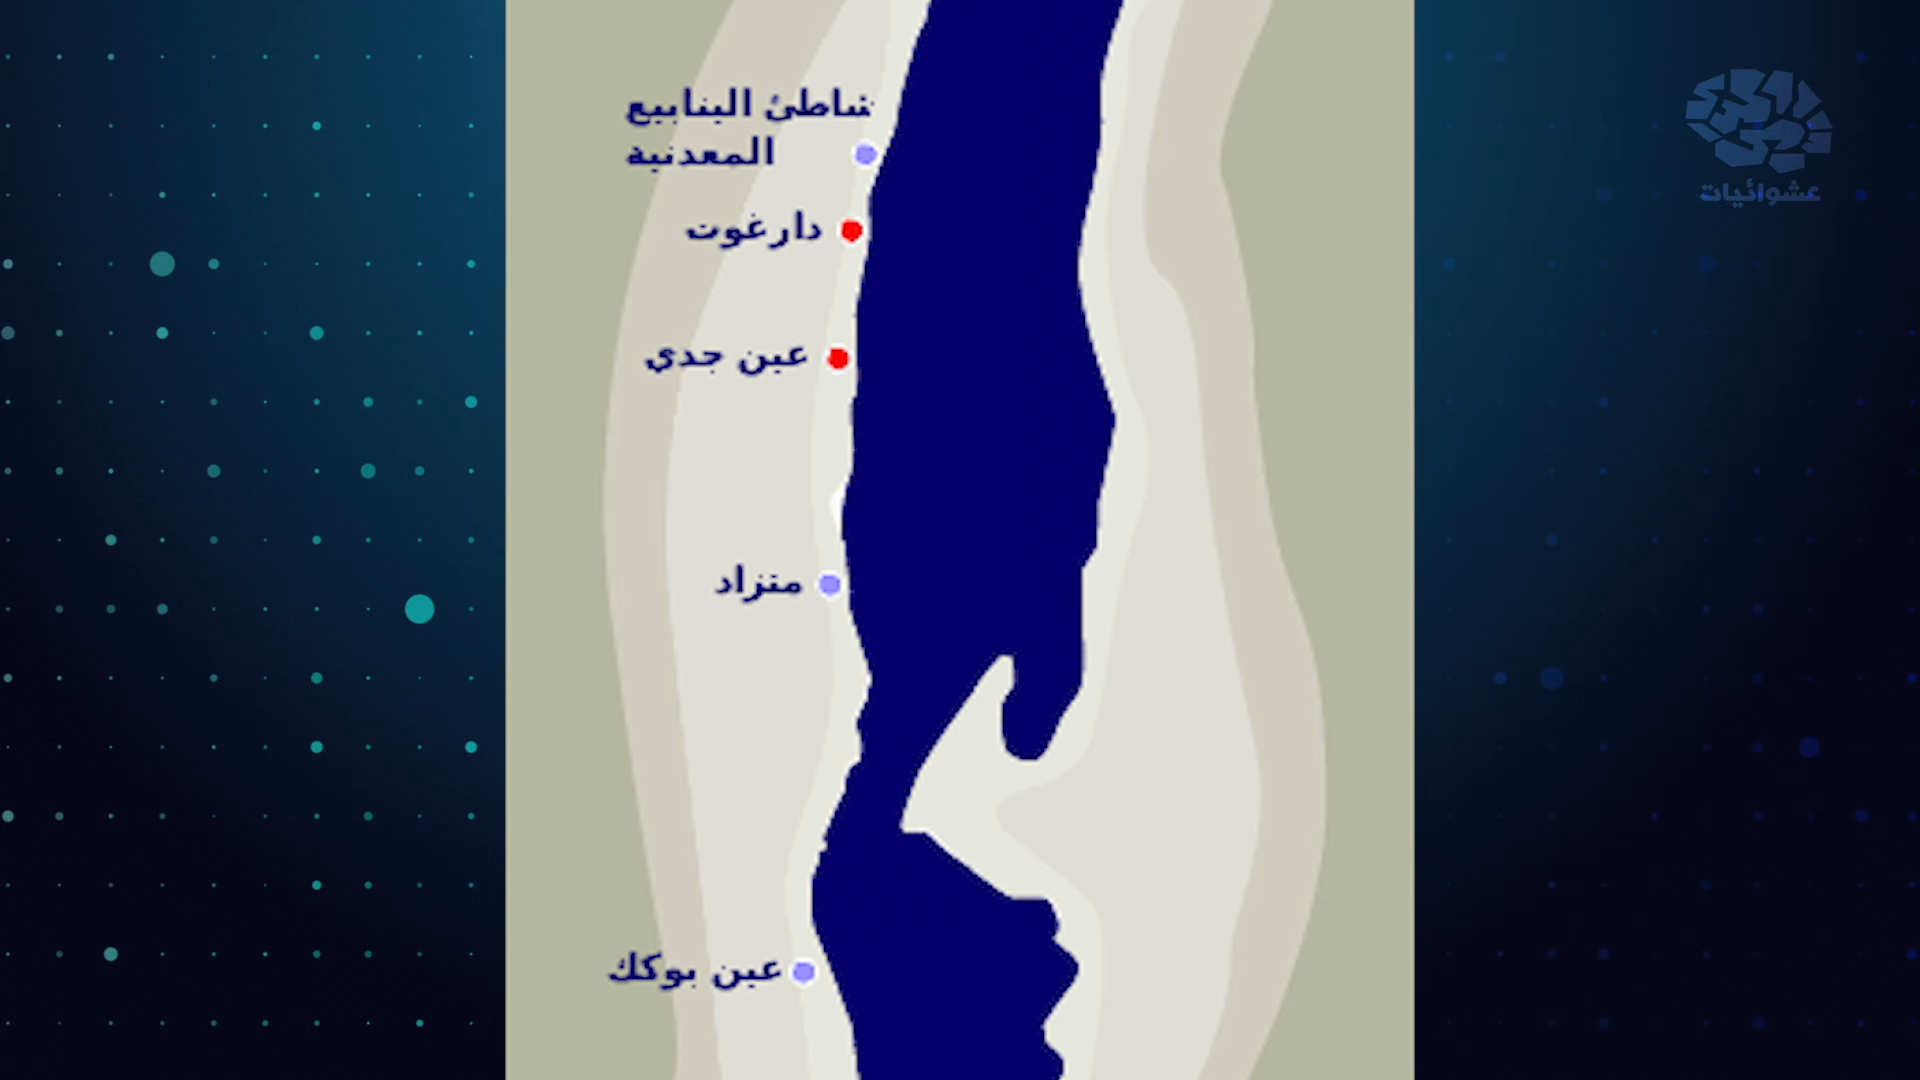 شاطئ الينابيع
المعدنية
دارغوت
عين جدي
متزاد
عين بوكك
عشوائيات